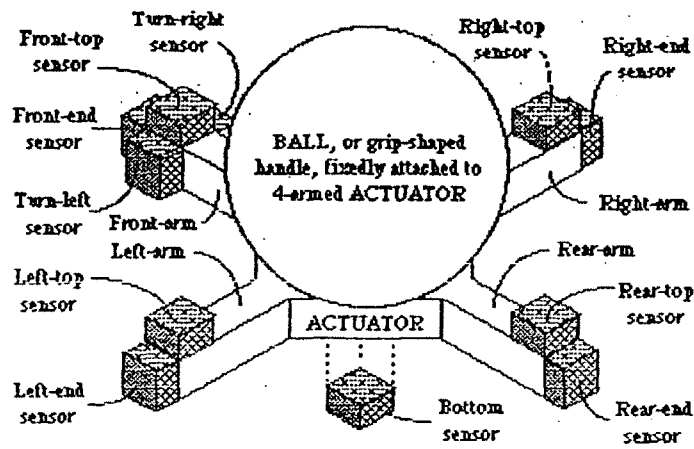 Turn-right
sensor
Front-top
sensor
Right-top
sensor
Right-end
sensor
Front-end
sensor
BALL, or grip-shaped
handle, fixedly attached to
4-armed ACTUATOR
Turn-left
sensor
Front-arm
Right-arm
Left-arm
Rear-arm
Left-top
sensor
Rear-top
sensor
ACTUATOR
Left-end
sensor
Bottom
sensor
Rear-end
sensor